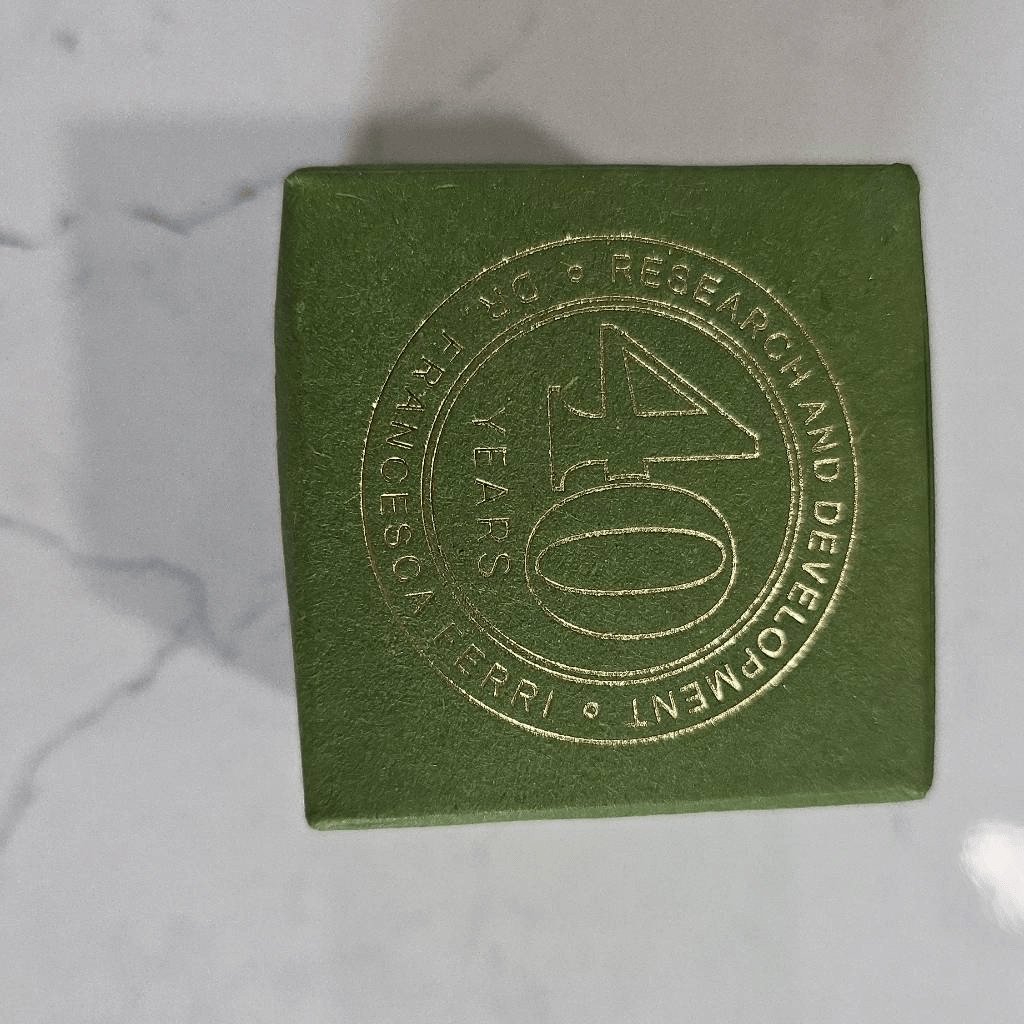 RESEARCH AND DEVELOPMENT
40
YEARS
DR. FRANCESCA FERRI